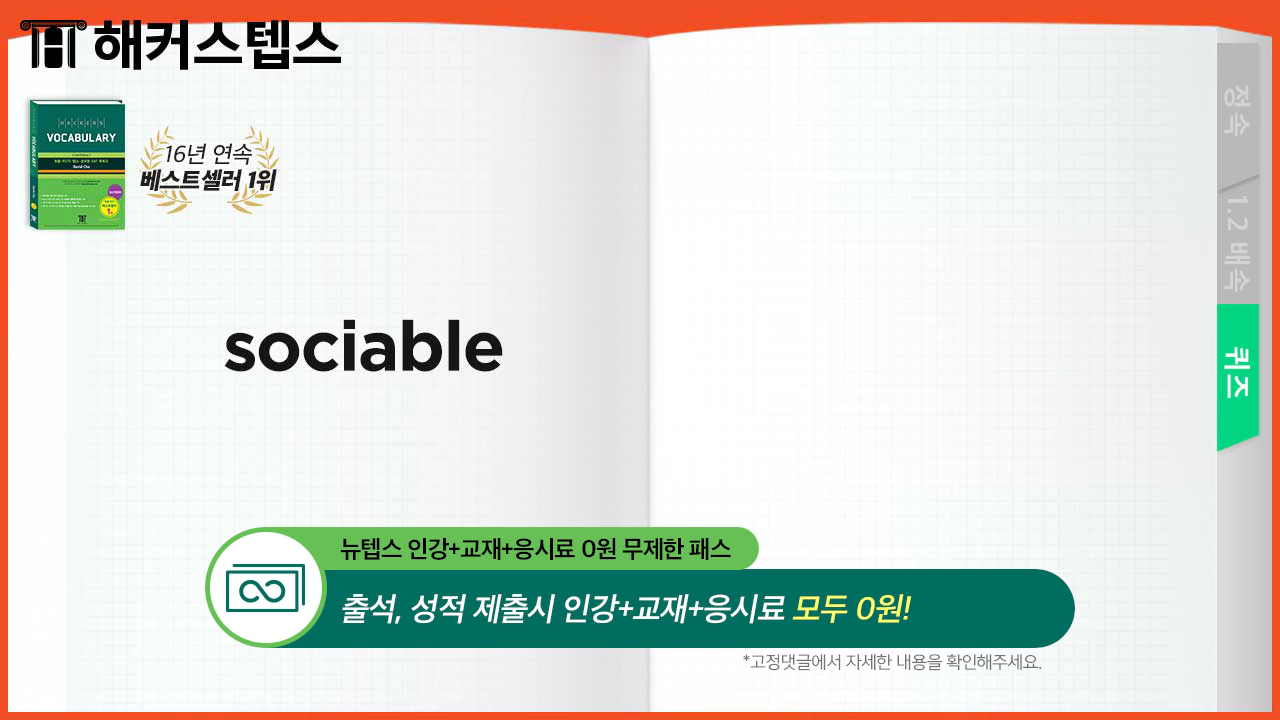 해커스텝스
HACKERS
VOCABULARY
David Cho
16년 연속
베스트셀러 1위
정속
1.2 배속
퀴즈
sociable
뉴텝스 인강+교재+응시료 0원 무제한 패스
출석, 성적 제출시 인강+교재+응시료 모두 0원!
*고정댓글에서 자세한 내용을 확인해주세요.